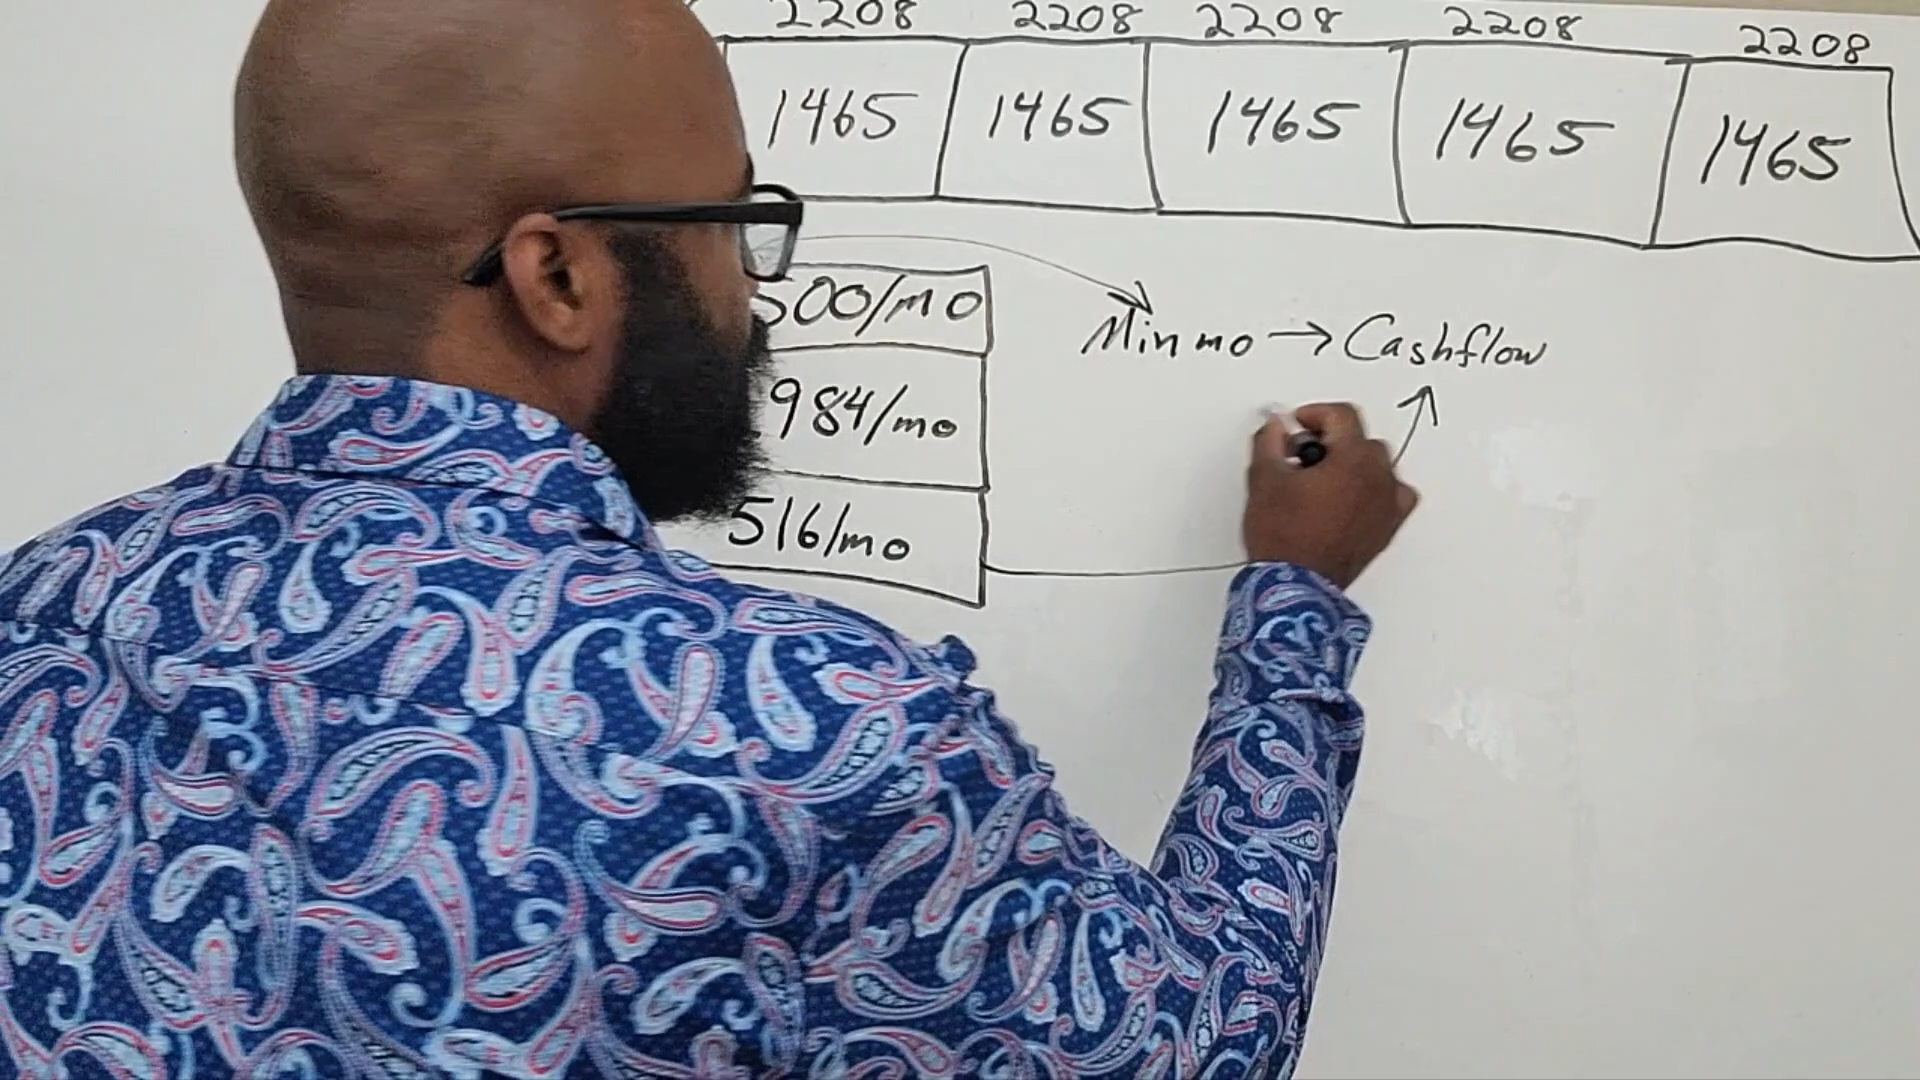 2208 2208 2208 2208 2208
1465 1465 1465 1465 1465
500/mo
Min mo → Cashflow
984/mo
516/mo